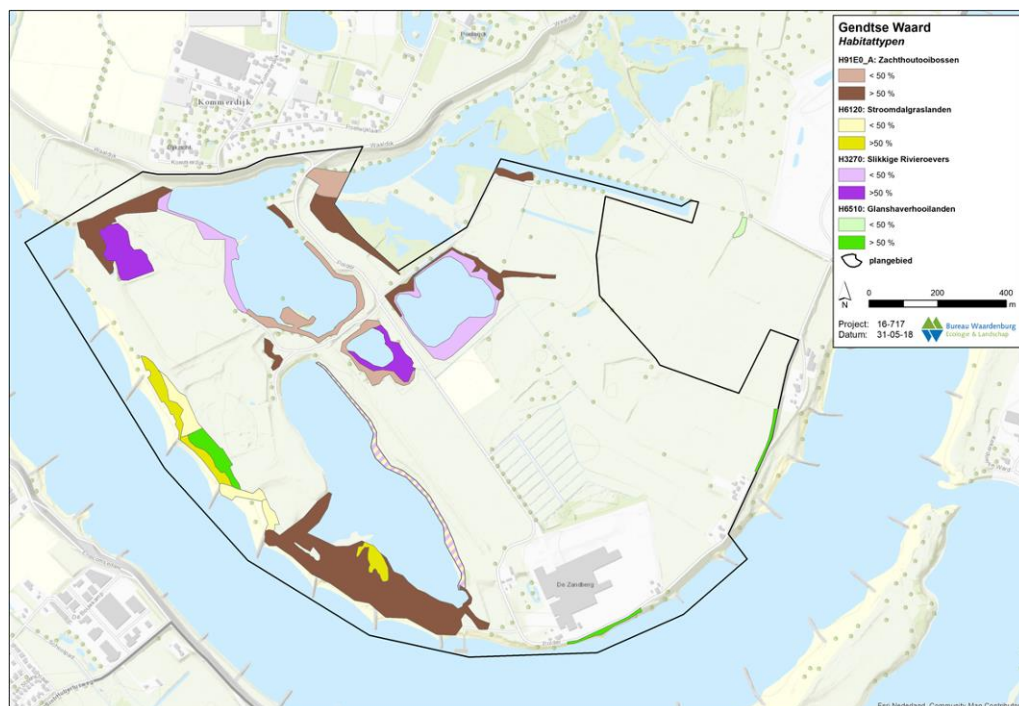 Gendtse Waard
Habitattypen
H91E0_A: Zachthoutooibossen
< 50 %
> 50 %
H6120: Stroomdalgraslanden
< 50 %
>50 %
H3270: Slikkige Rivieroevers
< 50 %
>50 %
H6510: Glanshaverhooilanden
< 50 %
> 50 %
plangebied
N
0 200 400
m
Project: 16-717
Datum: 31-05-18
Bureau Waardenburg
Ecologie & Landschap
Kommerdijk
De Zandberg
Esri Nederland, Community Map Contributo